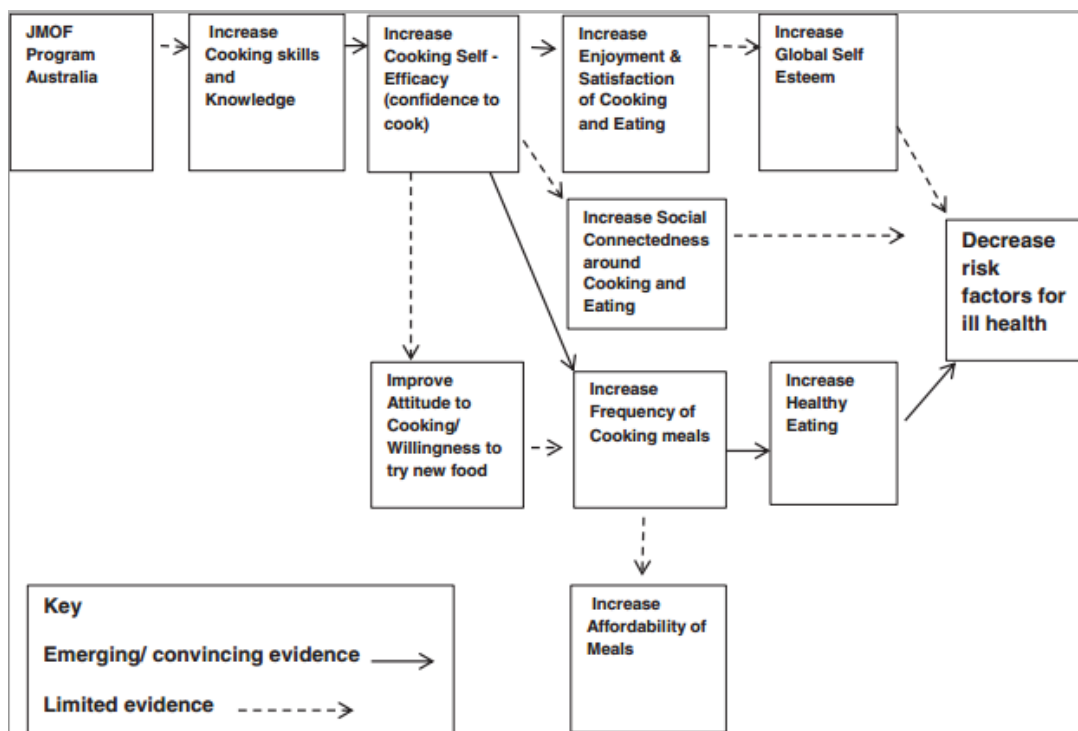 JMOF
Program
Australia
Increase
Cooking skills
and
Knowledge
Increase
Cooking Self -
Efficacy
(confidence to
cook)
Increase
Enjoyment &
Satisfaction
of Cooking
and Eating
Increase
Global Self
Esteem
Increase Social
Connectedness
around
Cooking and
Eating
Decrease
risk
factors for
ill health
Improve
Attitude to
Cooking/
Willingness to
try new food
Increase
Frequency of
Cooking meals
Increase
Healthy
Eating
Increase
Affordability of
Meals
Key
Emerging/ convincing evidence
Limited evidence